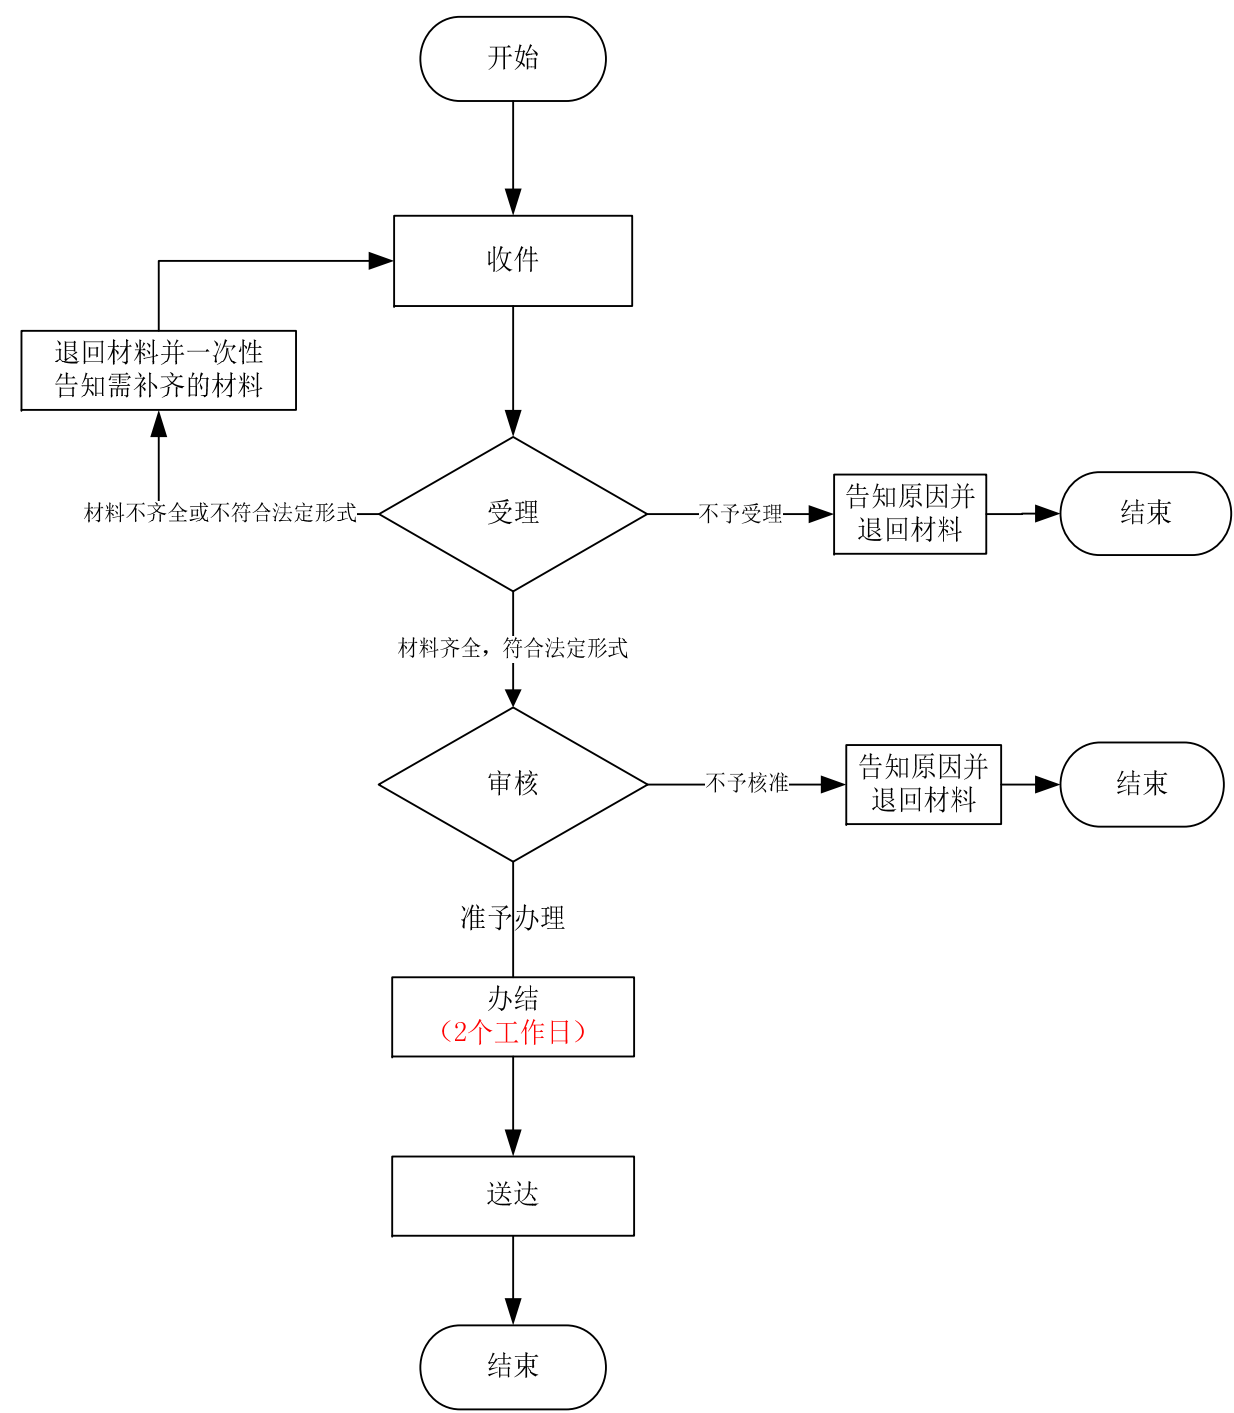 开始
收件
退回材料并一次性
告知需补齐的材料
材料不齐全或不符合法定形式
受理
不予受理
告知原因并
退回材料
结束
材料齐全，符合法定形式
审核
不予核准
告知原因并
退回材料
结束
准予办理
办结
（2个工作日）
送达
结束